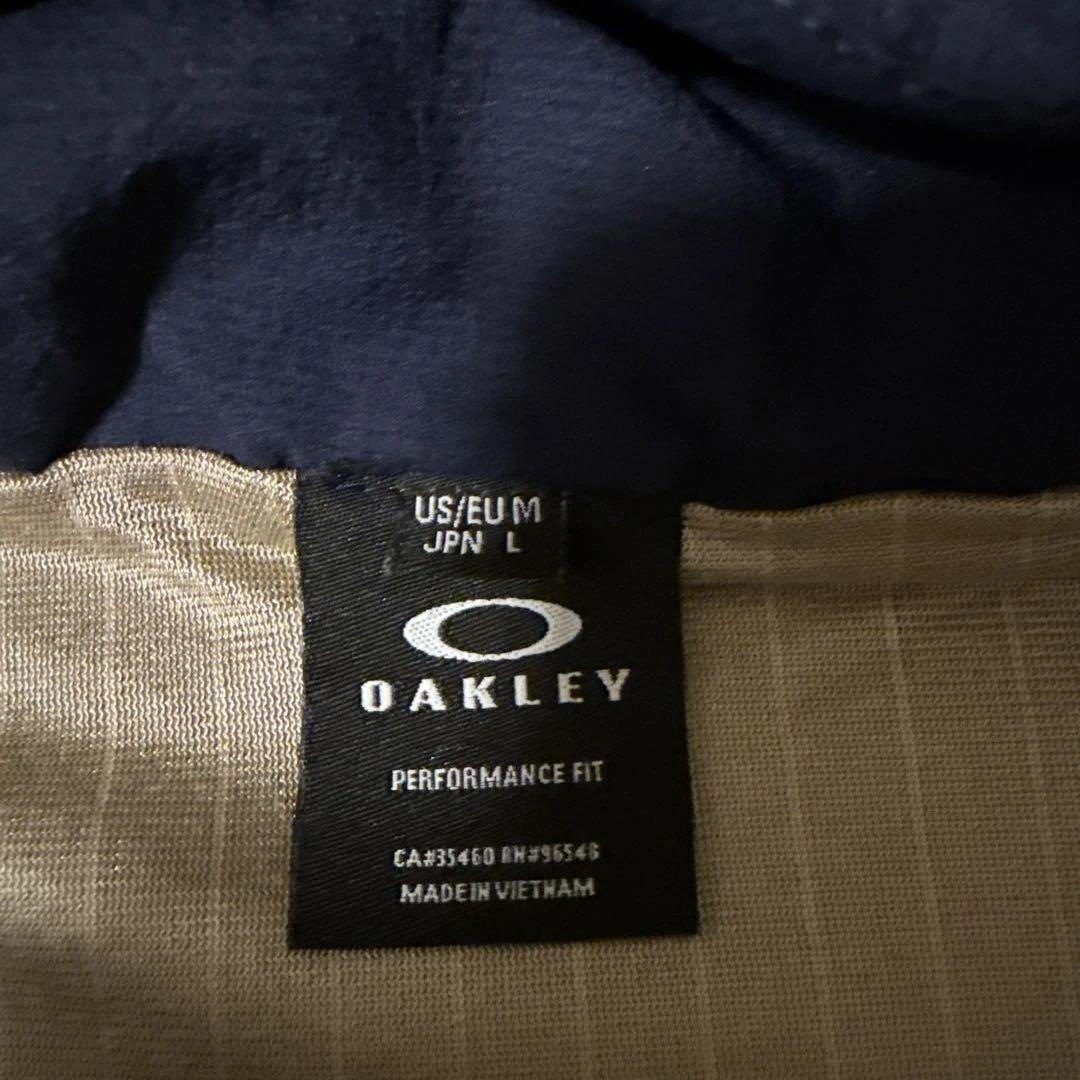 US/EU M
JPN L
OAKLEY
PERFORMANCE FIT
CA#35460 RN#96548
MADE IN VIETNAM